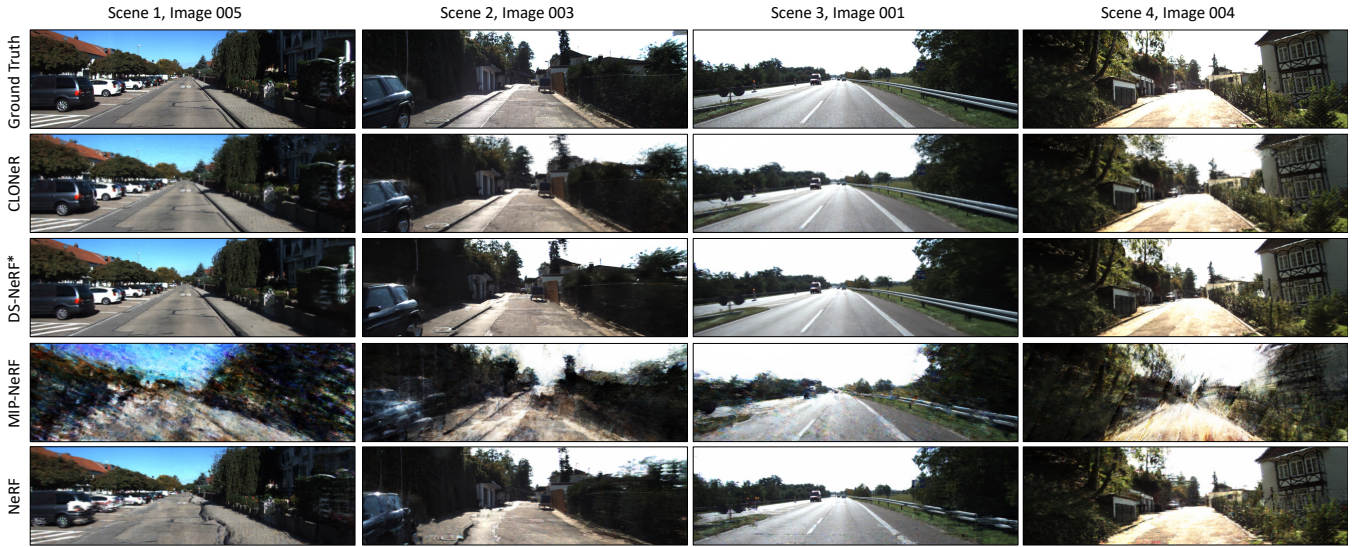 Scene 1, Image 005
Scene 2, Image 003
Scene 3, Image 001
Scene 4, Image 004
Ground Truth
CLONeR
DS-NeRF*
MIP-NeRF
NeRF